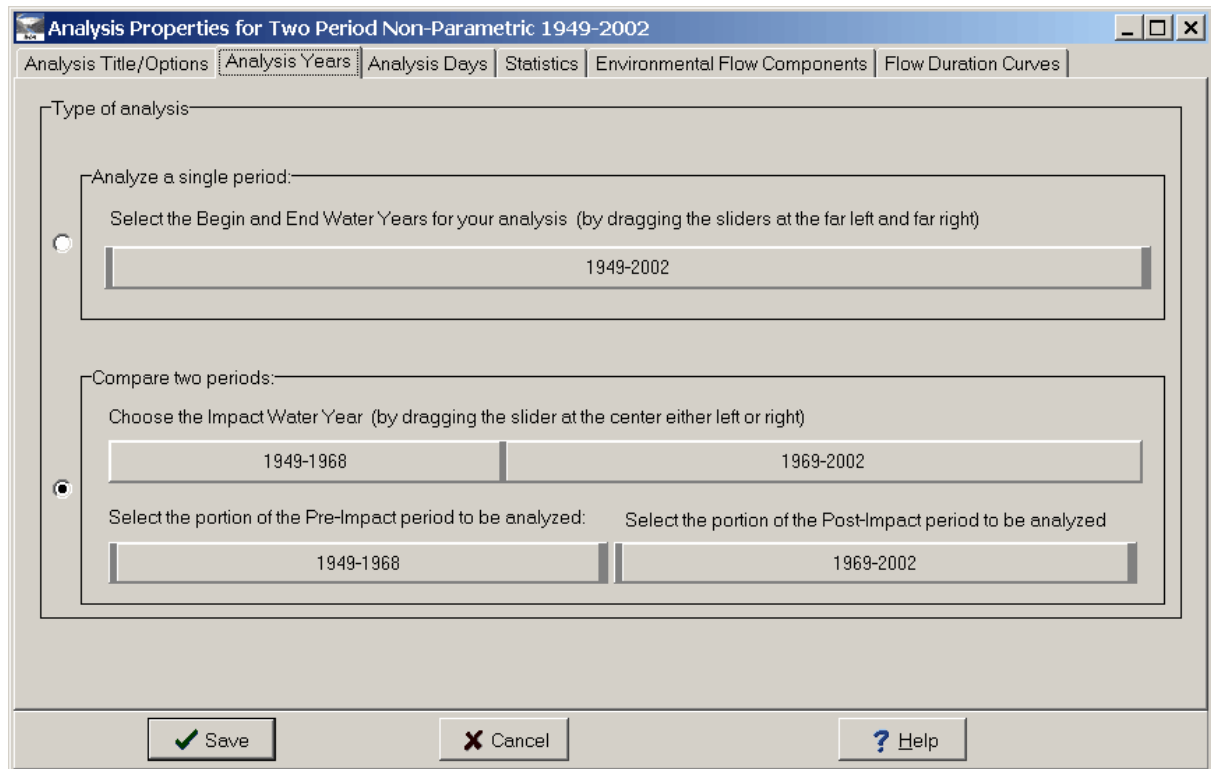 Analysis Properties for Two Period Non-Parametric 1949-2002
Analysis Title/Options Analysis Years Analysis Days Statistics Environmental Flow Components Flow Duration Curves
Type of analysis
Analyze a single period:
Select the Begin and End Water Years for your analysis (by dragging the sliders at the far left and far right)
1949-2002
Compare two periods:
Choose the Impact Water Year (by dragging the slider at the center either left or right)
1949-1968 1969-2002
Select the portion of the Pre-Impact period to be analyzed: Select the portion of the Post-Impact period to be analyzed
1949-1968 1969-2002
Save Cancel ? Help